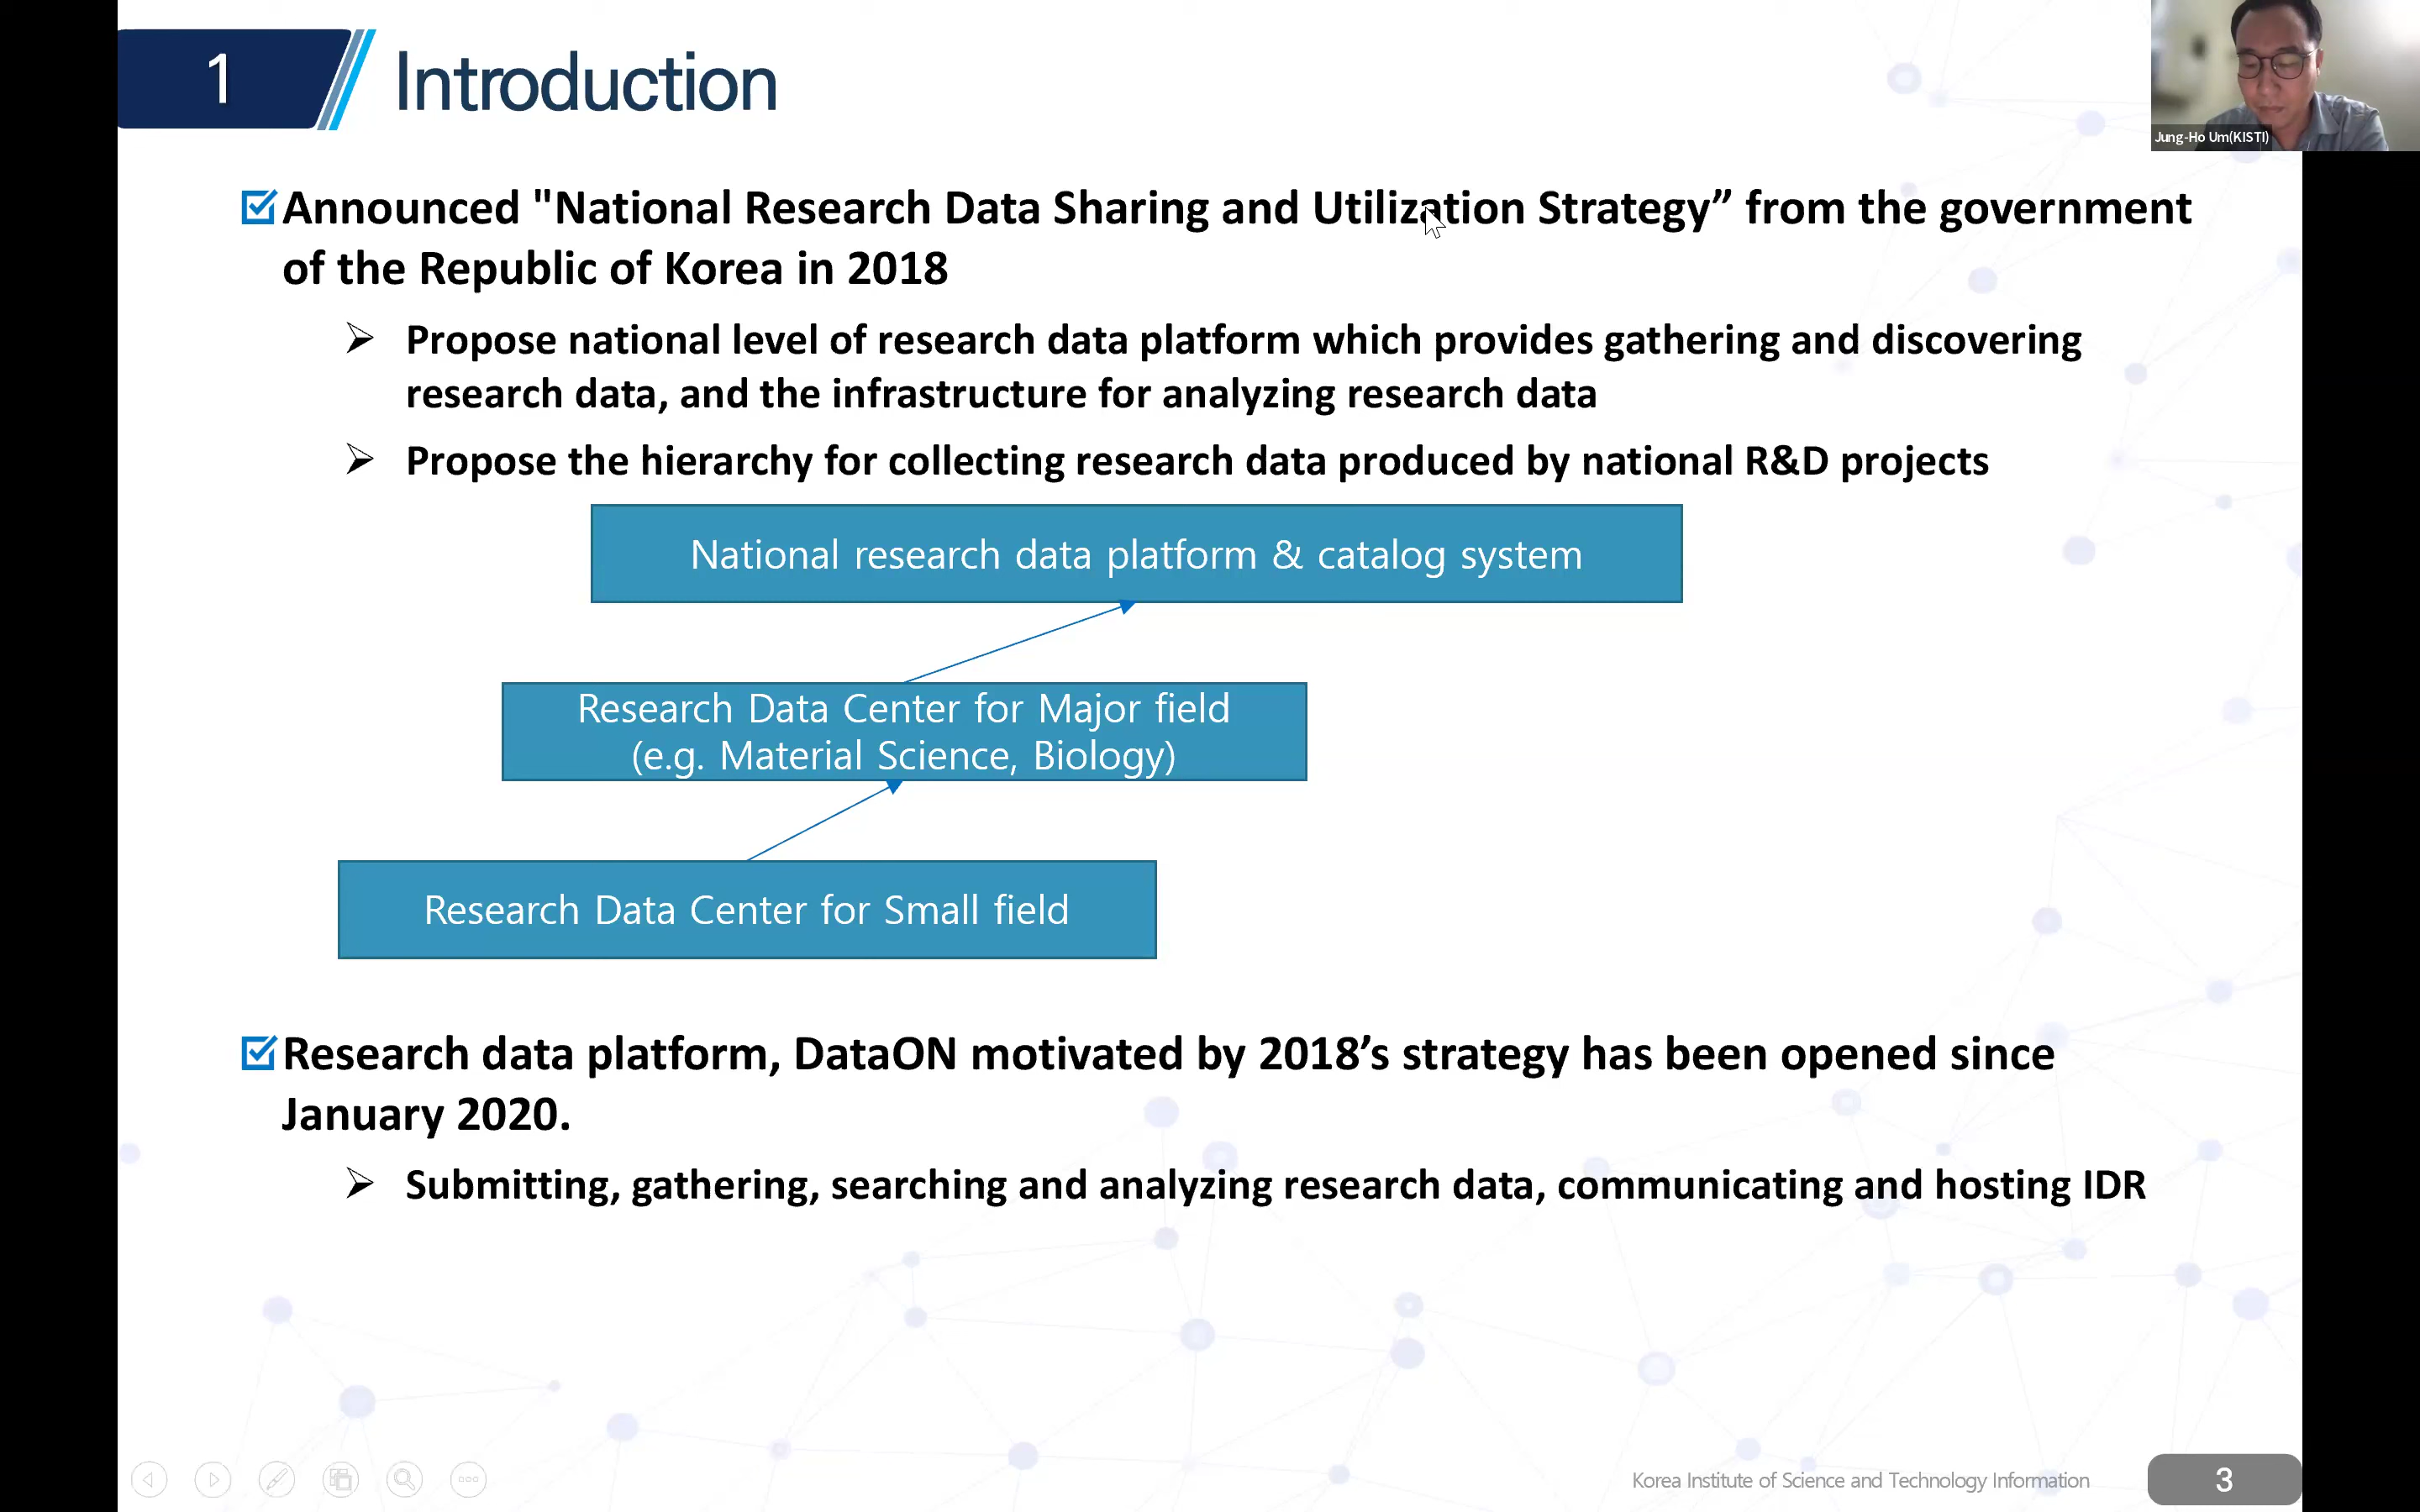 1
Introduction
Jung-Ho Um(KISTI)
Announced "National Research Data Sharing and Utilization Strategy” from the government
of the Republic of Korea in 2018
Propose national level of research data platform which provides gathering and discovering
research data, and the infrastructure for analyzing research data
Propose the hierarchy for collecting research data produced by national R&D projects
National research data platform & catalog system
Research Data Center for Major field
(e.g. Material Science, Biology)
Research Data Center for Small field
Research data platform, DataON motivated by 2018’s strategy has been opened since
January 2020.
Submitting, gathering, searching and analyzing research data, communicating and hosting IDR
Korea Institute of Science and Technology Information
3